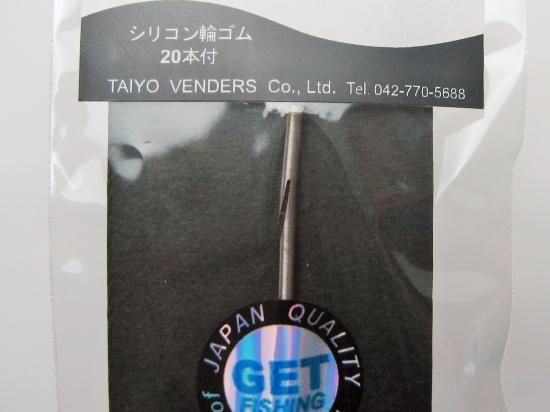 シリコン輪ゴム
20本付
TAIYO VENDERS Co., Ltd. Tel. 042-770-5688
of JAPAN QUALITY
GET
FISHING